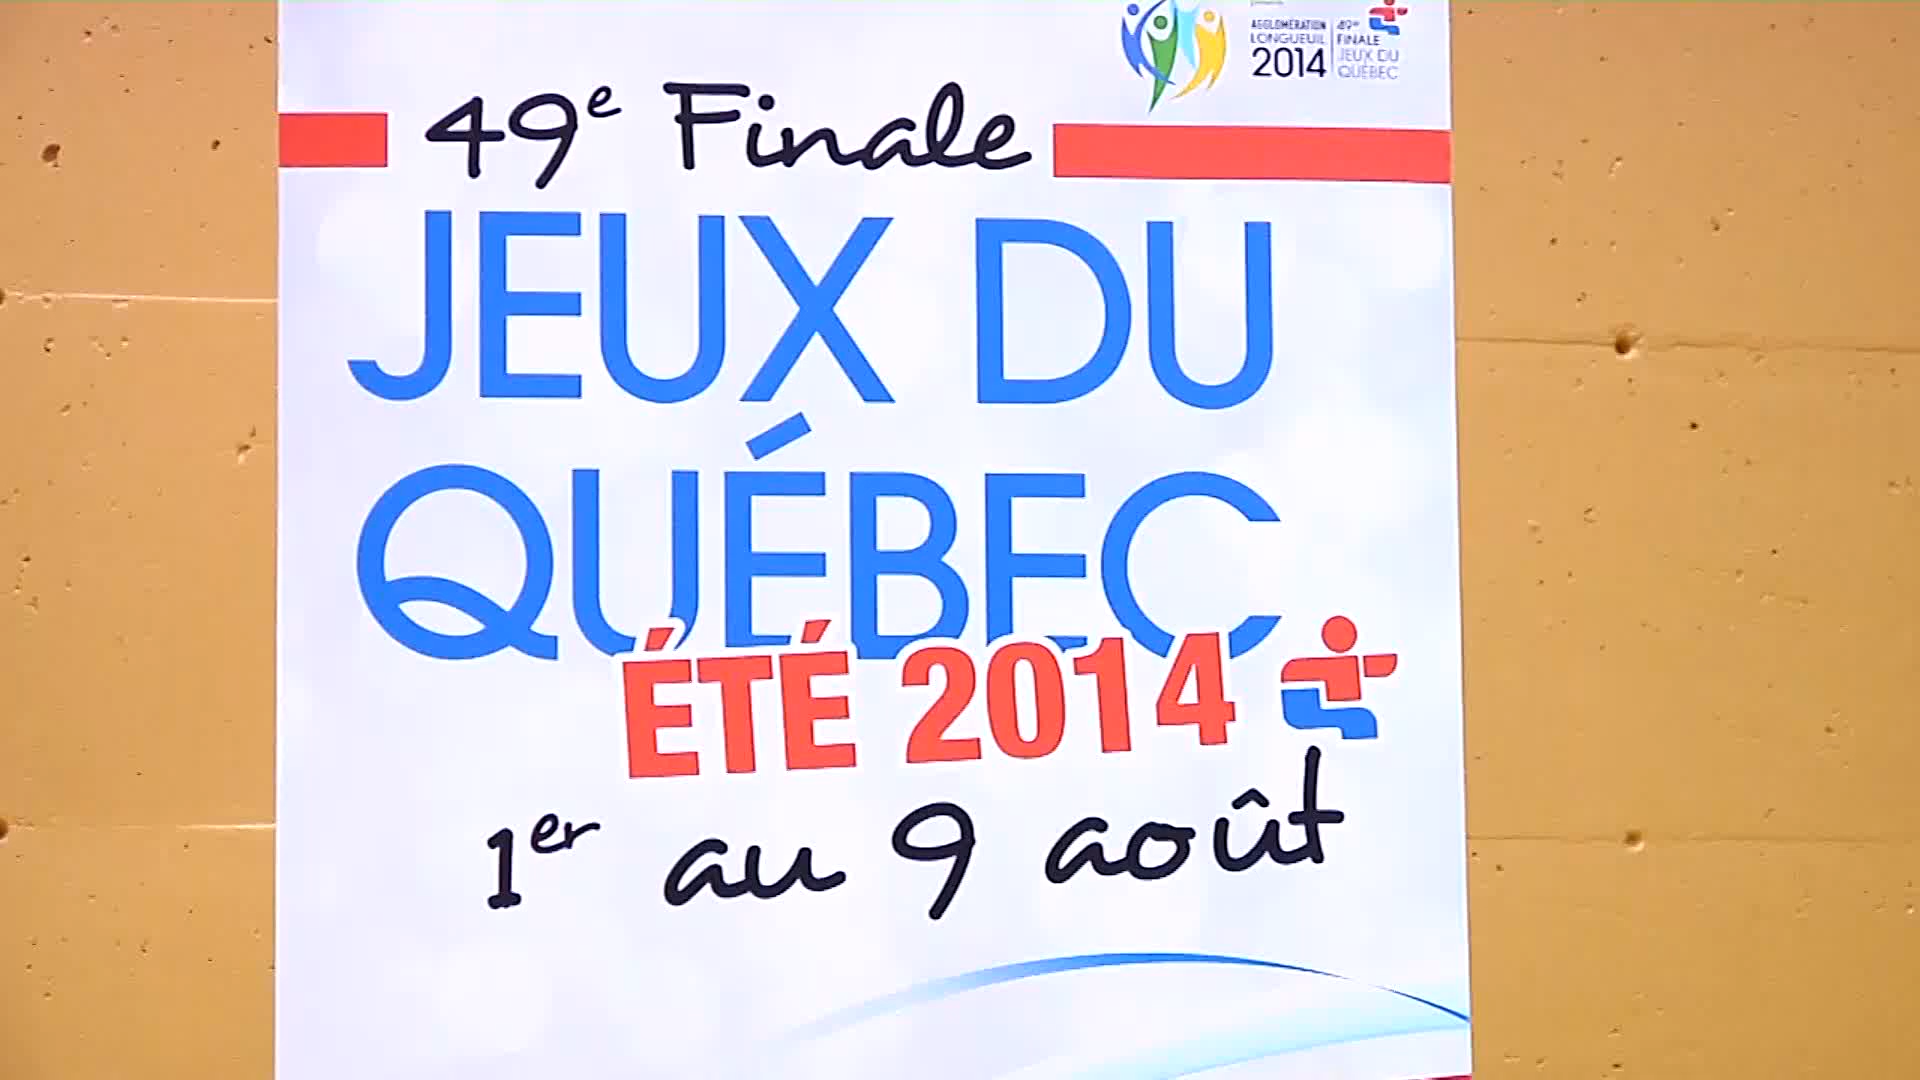 AGGLOMÉRATION
LONGUEUIL
2014
49e
FINALE
JEUX DU
QUÉBEC
49e Finale
JEUX DU
QUÉBEC
ÉTÉ 2014
1er au 9 août